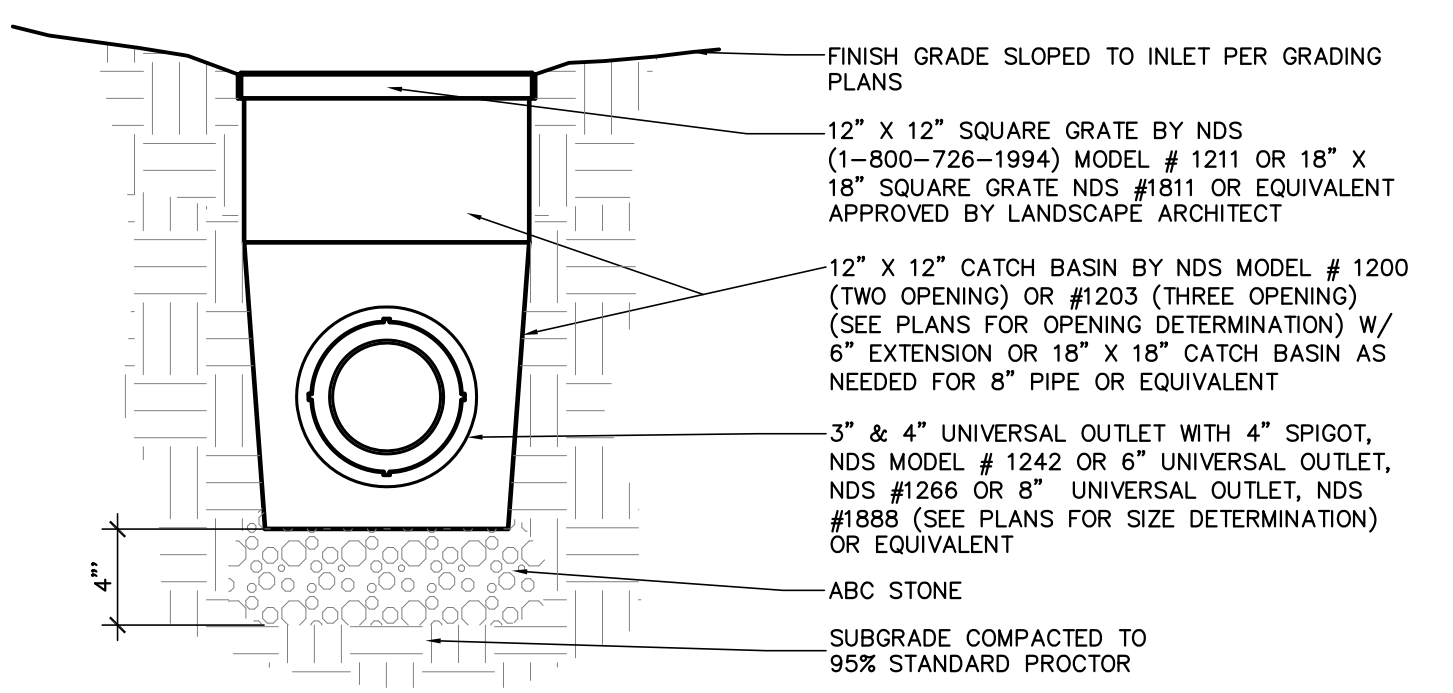 FINISH GRADE SLOPED TO INLET PER GRADING
PLANS
12” X 12” SQUARE GRATE BY NDS
(1-800-726-1994) MODEL # 1211 OR 18” X
18” SQUARE GRATE NDS #1811 OR EQUIVALENT
APPROVED BY LANDSCAPE ARCHITECT
12” X 12” CATCH BASIN BY NDS MODEL # 1200
(TWO OPENING) OR #1203 (THREE OPENING)
(SEE PLANS FOR OPENING DETERMINATION) W/
6” EXTENSION OR 18” X 18” CATCH BASIN AS
NEEDED FOR 8” PIPE OR EQUIVALENT
3” & 4” UNIVERSAL OUTLET WITH 4” SPIGOT,
NDS MODEL # 1242 OR 6” UNIVERSAL OUTLET,
NDS #1266 OR 8” UNIVERSAL OUTLET, NDS
#1888 (SEE PLANS FOR SIZE DETERMINATION)
OR EQUIVALENT
4”’
ABC STONE
SUBGRADE COMPACTED TO
95% STANDARD PROCTOR